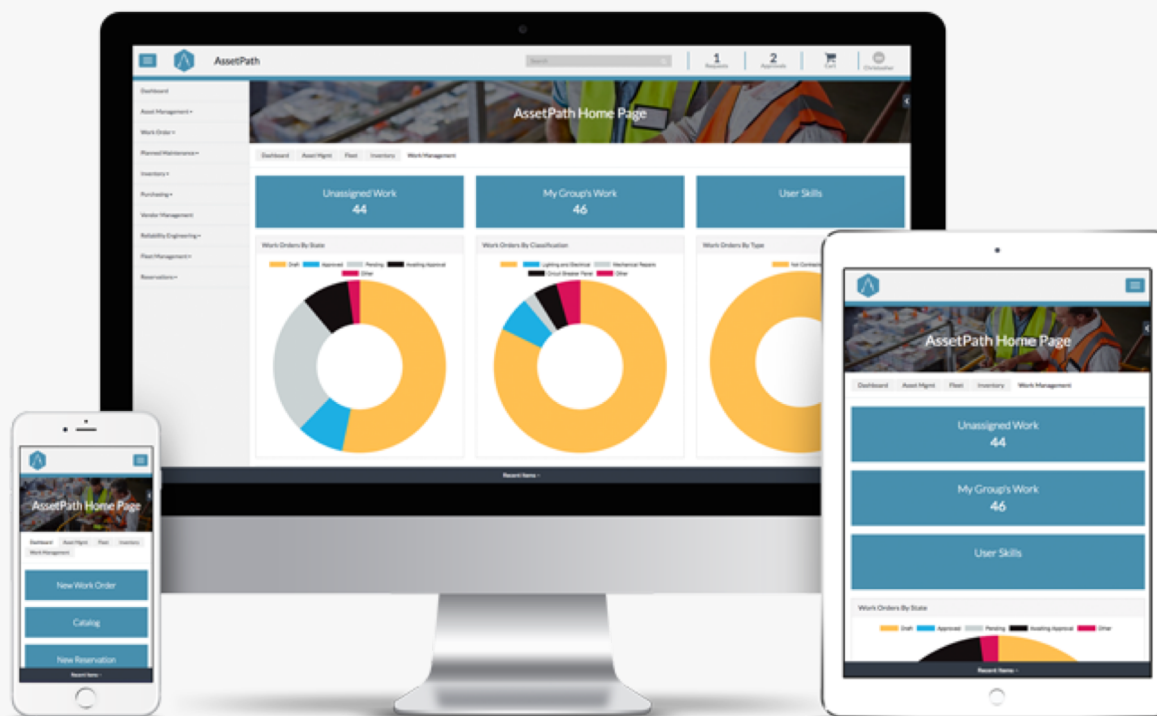 AssetPath
Search
1
Requests
2
Approvals
Cart
Christopher
Dashboard
Asset Management
Work Order
Planned Maintenance
Inventory
Purchasing
Vendor Management
Reliability Engineering
Fleet Management
Reservations
AssetPath Home Page
Dashboard Asset Mgmt Fleet Inventory Work Management
Unassigned Work
44
My Group's Work
46
User Skills
Work Orders By State
Draft Approved Pending Awaiting Approval
Other
Work Orders By Classification
Lighting and Electrical Mechanical Repairs
Circuit Breaker Panel Other
Work Orders By Type
Not Contracte
Recent Items
AssetPath Home Page
Dashboard Asset Mgmt Fleet Inventory
Work Management
New Work Order
Catalog
New Reservation
Recent Items
AssetPath Home Page
Dashboard Asset Mgmt Fleet Inventory Work Management
Unassigned Work
44
My Group's Work
46
User Skills
Work Orders By State
Draft Approved Pending Awaiting Approval Other
Recent Items